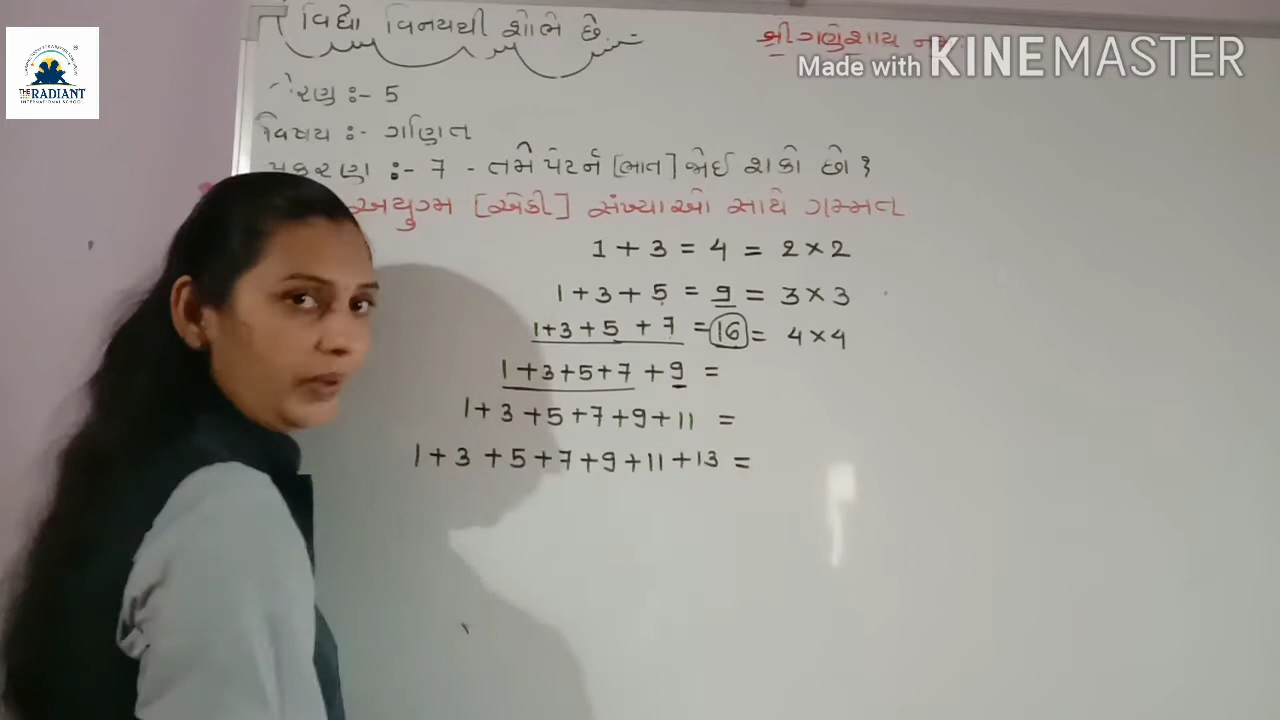 વિદ્યા વિનયથી શોભે છે.
શ્રી ગણેશાય
Made with KINEMASTER
THE RADIANT
INTERNATIONAL SCHOOL
:- 5
વિષય :- ગણિત
પ્રકરણ :- 7 - તમે પેટર્ન [ભાત] જોઈ શકો છો ?
અયુગ્મ [એકી] સંખ્યાઓ સાથે ગમ્મત
1 + 3 = 4 = 2 × 2
1 + 3 + 5 = 9 = 3 × 3
1 + 3 + 5 + 7 = 16 = 4 × 4
1 + 3 + 5 + 7 + 9 =
1 + 3 + 5 + 7 + 9 + 11 =
1 + 3 + 5 + 7 + 9 + 11 + 13 =